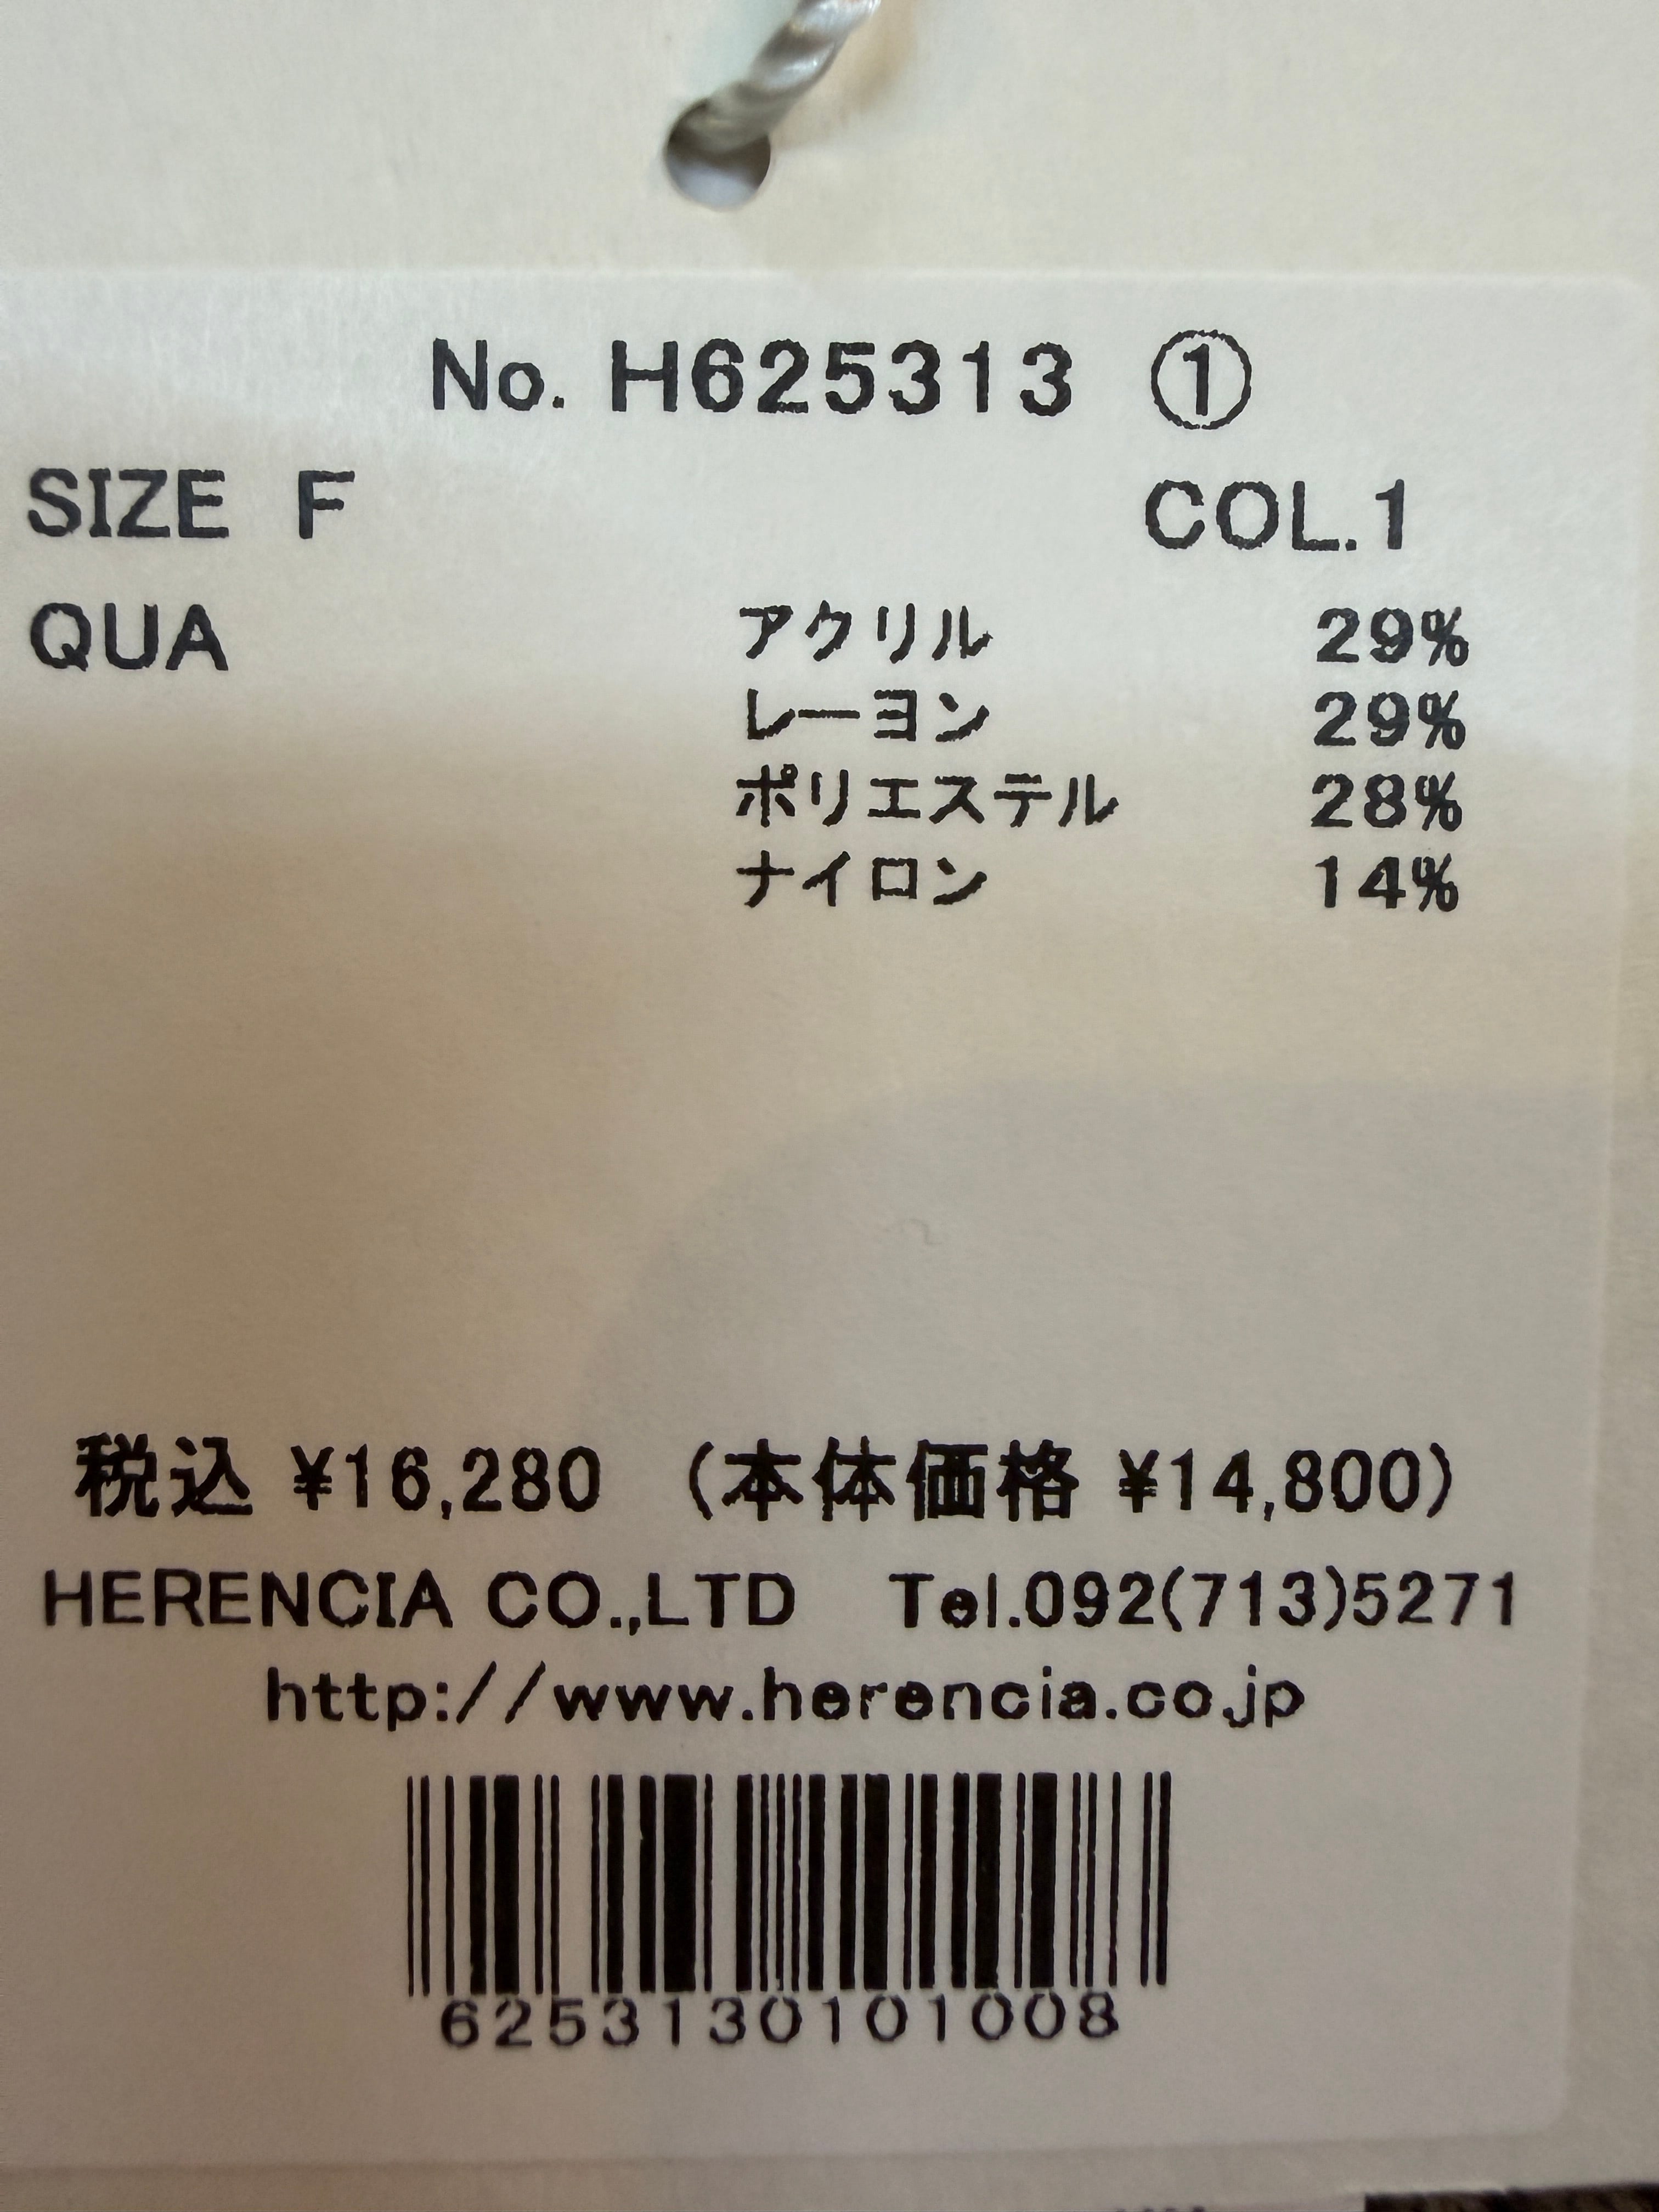 No. H625313 ①
SIZE F COL.1
QUA アクリル 29%
レーヨン 29%
ポリエステル 28%
ナイロン 14%
税込 ¥16,280 (本体価格 ¥14,800)
HERENCIA CO.,LTD Tel.092(713)5271
http://www.herencia.co.jp
6253130101008